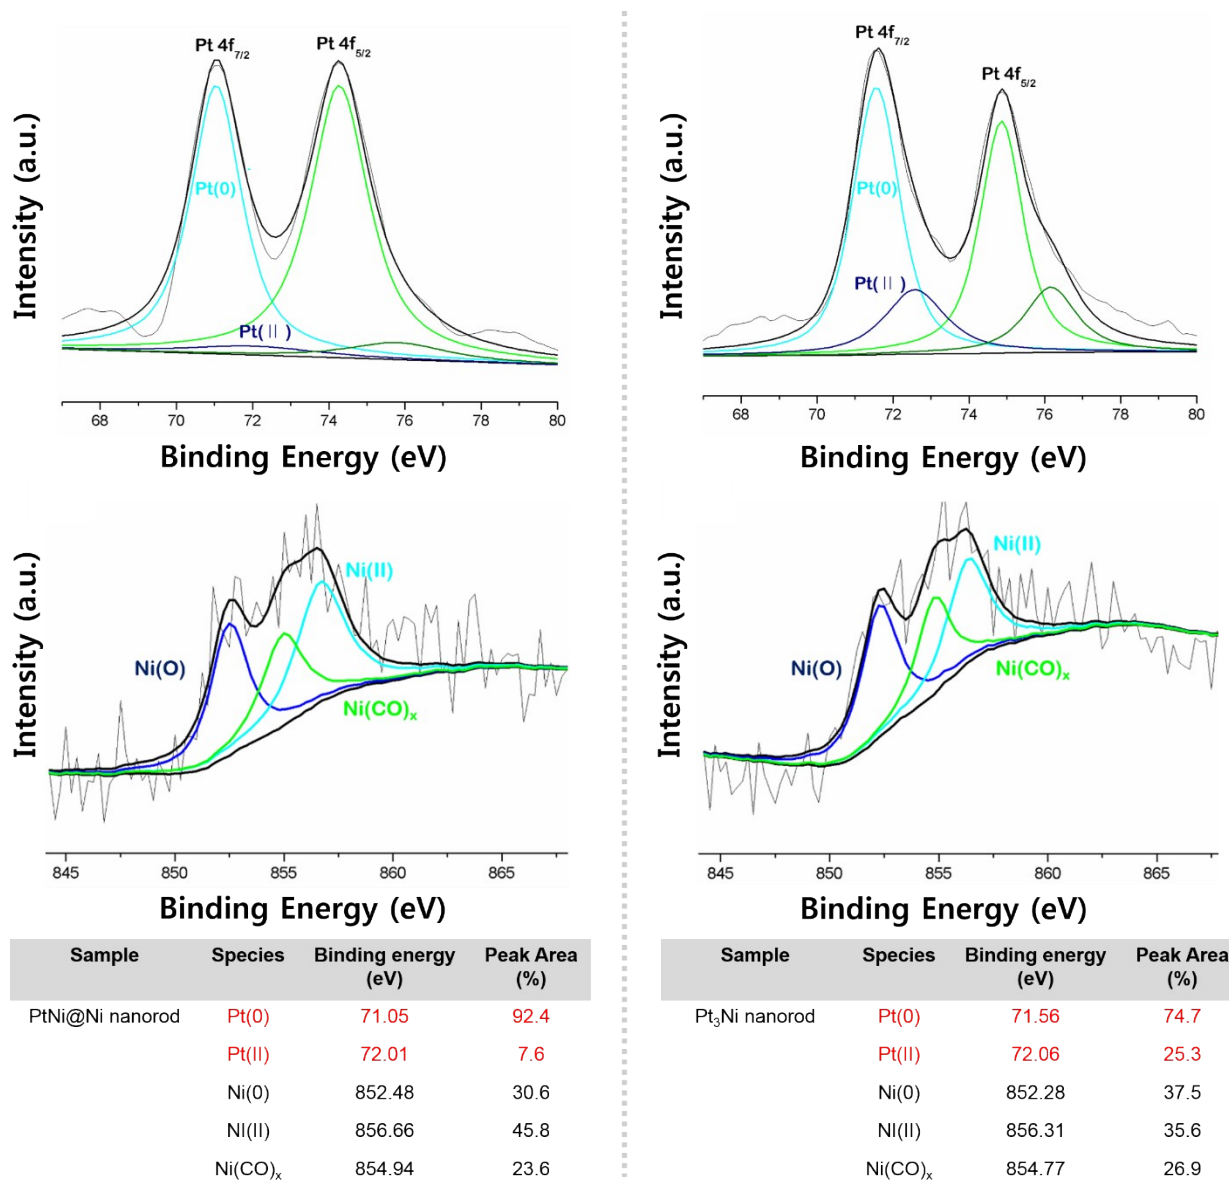 Pt 4f7/2 Pt 4f5/2
Pt(0)
Pt(II)
Intensity (a.u.)
68 70 72 74 76 78 80
Binding Energy (eV)
Pt 4f7/2
Pt 4f5/2
Pt(0)
Pt(II)
Intensity (a.u.)
68 70 72 74 76 78 80
Binding Energy (eV)
Ni(II)
Ni(O)
Ni(CO)x
Intensity (a.u.)
845 850 855 860 865
Binding Energy (eV)
Ni(II)
Ni(O)
Ni(CO)x
Intensity (a.u.)
845 850 855 860 865
Binding Energy (eV)
Sample Species Binding energy (eV) Peak Area (%)
PtNi@Ni nanorod Pt(0) 71.05 92.4
Pt(II) 72.01 7.6
Ni(0) 852.48 30.6
NI(II) 856.66 45.8
Ni(CO)x 854.94 23.6
Sample Species Binding energy (eV) Peak Area (%)
Pt3Ni nanorod Pt(0) 71.56 74.7
Pt(II) 72.06 25.3
Ni(0) 852.28 37.5
NI(II) 856.31 35.6
Ni(CO)x 854.77 26.9